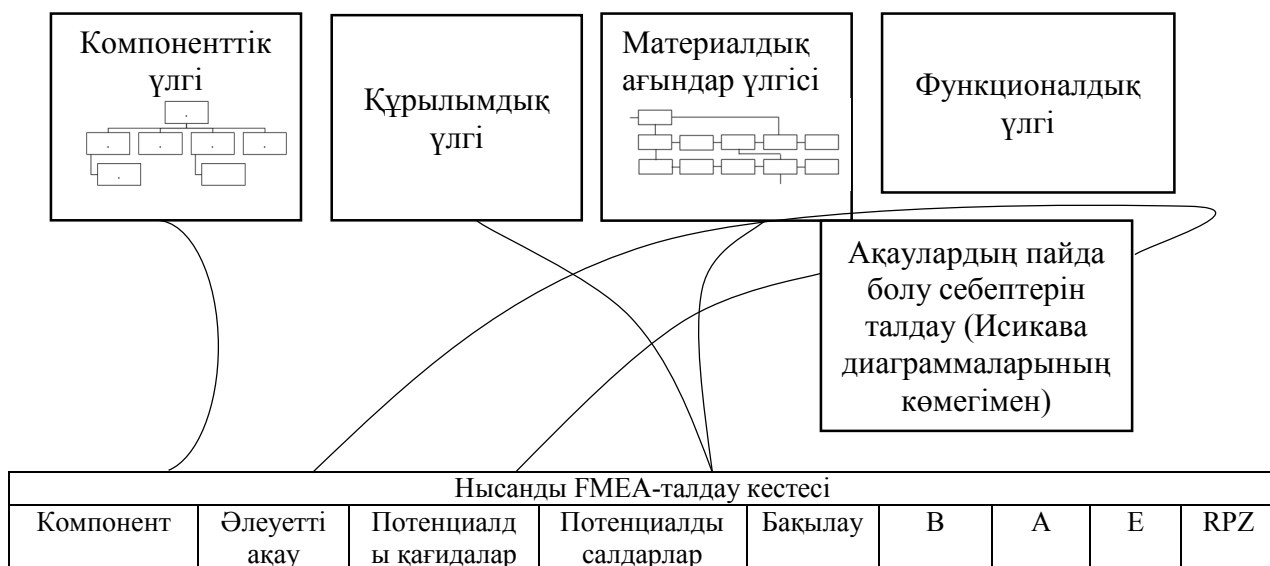 Компоненттік
үлгі
Құрылымдық
үлгі
Материалдық
ағындар үлгісі
Функционалдық
үлгі
Ақаулардың пайда
болу себептерін
талдау (Исикава
диаграммаларының
көмегімен)
Нысанды FMEA-талдау кестесі
Компонент
Әлеуетті
ақау
Потенциалд
ы қағидалар
Потенциалды
салдарлар
Бақылау
B
A
E
RPZ